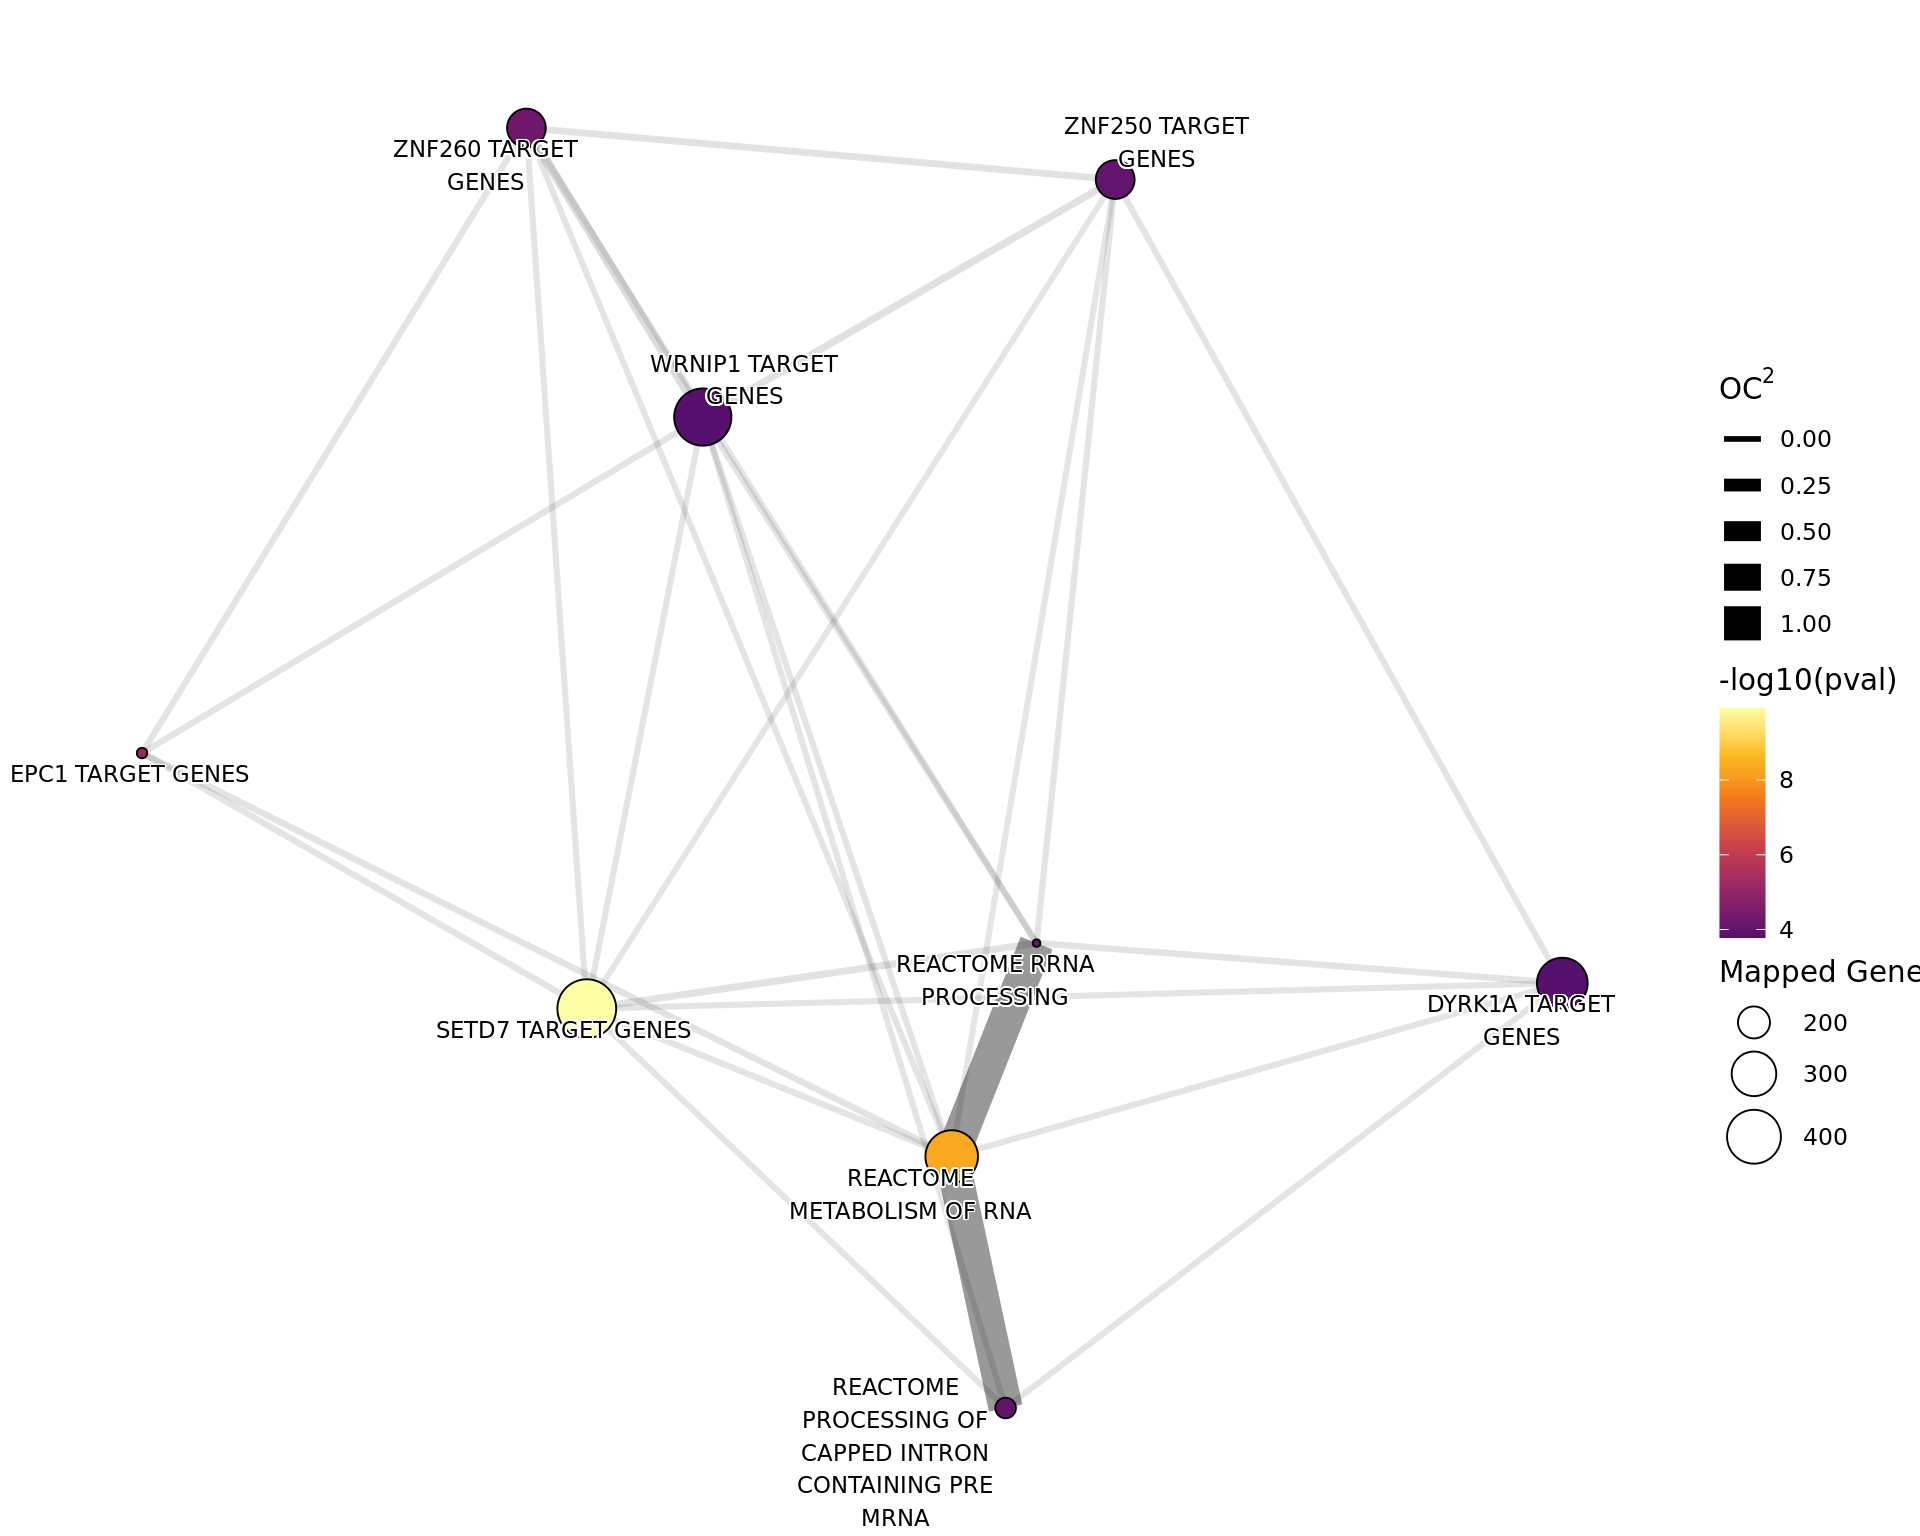 ZNF260 TARGET
GENES
ZNF250 TARGET
GENES
WRNIP1 TARGET
GENES
EPC1 TARGET GENES
SETD7 TARGET GENES
REACTOME RRNA
PROCESSING
DYRK1A TARGET
GENES
REACTOME
METABOLISM OF RNA
REACTOME
PROCESSING OF
CAPPED INTRON
CONTAINING PRE
MRNA
OC²
0.00
0.25
0.50
0.75
1.00
-log10(pval)
8
6
4
Mapped Gene
200
300
400